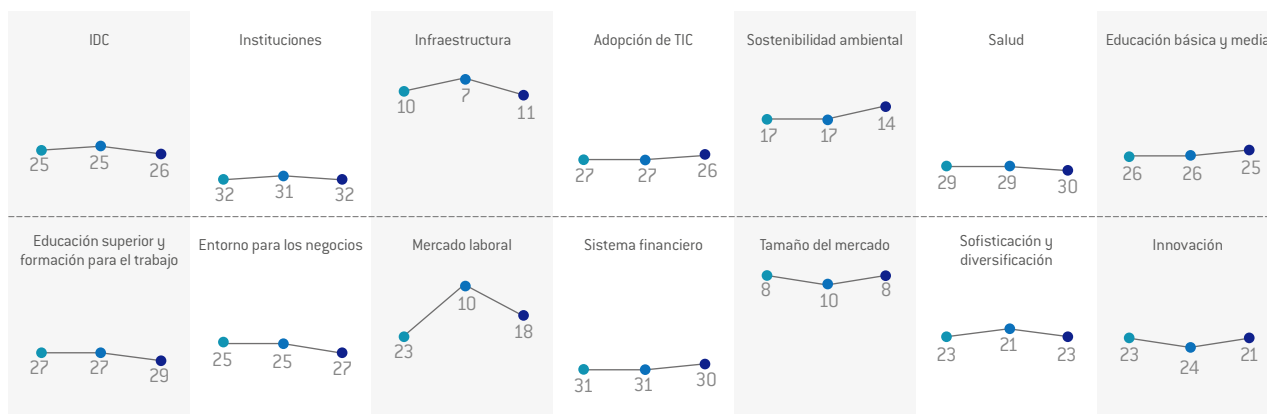 IDC
25 25 26
Instituciones
32 31 32
Infraestructura
10 7 11
Adopción de TIC
27 27 26
Sostenibilidad ambiental
17 17 14
Salud
29 29 30
Educación básica y media
26 26 25
Educación superior y
formación para el trabajo
27 27 29
Entorno para los negocios
25 25 27
Mercado laboral
23 10 18
Sistema financiero
31 31 30
Tamaño del mercado
8 10 8
Sofisticación y
diversificación
23 21 23
Innovación
23 24 21